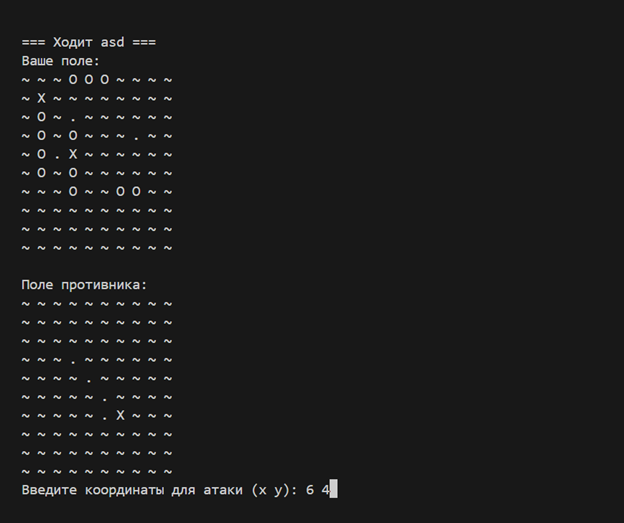 === Ходит asd ===
Ваше поле:
~ ~ ~ O O O ~ ~ ~ ~
~ X ~ ~ ~ ~ ~ ~ ~ ~
~ O ~ . ~ ~ ~ ~ ~ ~
~ O ~ O ~ ~ ~ . ~ ~
~ O . X ~ ~ ~ ~ ~ ~
~ O ~ O ~ ~ ~ ~ ~ ~
~ ~ ~ O ~ ~ O O ~ ~
~ ~ ~ ~ ~ ~ ~ ~ ~ ~
~ ~ ~ ~ ~ ~ ~ ~ ~ ~
~ ~ ~ ~ ~ ~ ~ ~ ~ ~
Поле противника:
~ ~ ~ ~ ~ ~ ~ ~ ~ ~
~ ~ ~ ~ ~ ~ ~ ~ ~ ~
~ ~ ~ ~ ~ ~ ~ ~ ~ ~
~ ~ ~ . ~ ~ ~ ~ ~ ~
~ ~ ~ ~ . ~ ~ ~ ~ ~
~ ~ ~ ~ ~ . ~ ~ ~ ~
~ ~ ~ ~ ~ . X ~ ~ ~
~ ~ ~ ~ ~ ~ ~ ~ ~ ~
~ ~ ~ ~ ~ ~ ~ ~ ~ ~
~ ~ ~ ~ ~ ~ ~ ~ ~ ~
Введите координаты для атаки (x y): 6 4